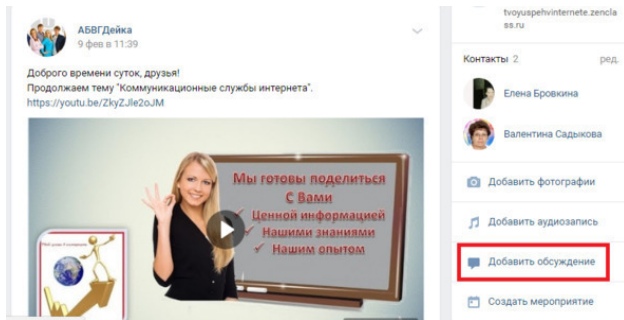 АБВГДейка
9 фев в 11:39
Доброго времени суток, друзья!
Продолжаем тему "Коммуникационные службы интернета".
https://youtu.be/ZkyZJle2oJM
Мы готовы поделиться
С Вами
✓ Ценной информацией
✓ Нашими знаниями
✓ Нашим опытом
tvoyuspehvinternete.zencla
ss.ru
Контакты 2 ред.
Елена Бровкина
Валентина Садыкова
Добавить фотографии
Добавить аудиозапись
Добавить обсуждение
Создать мероприятие